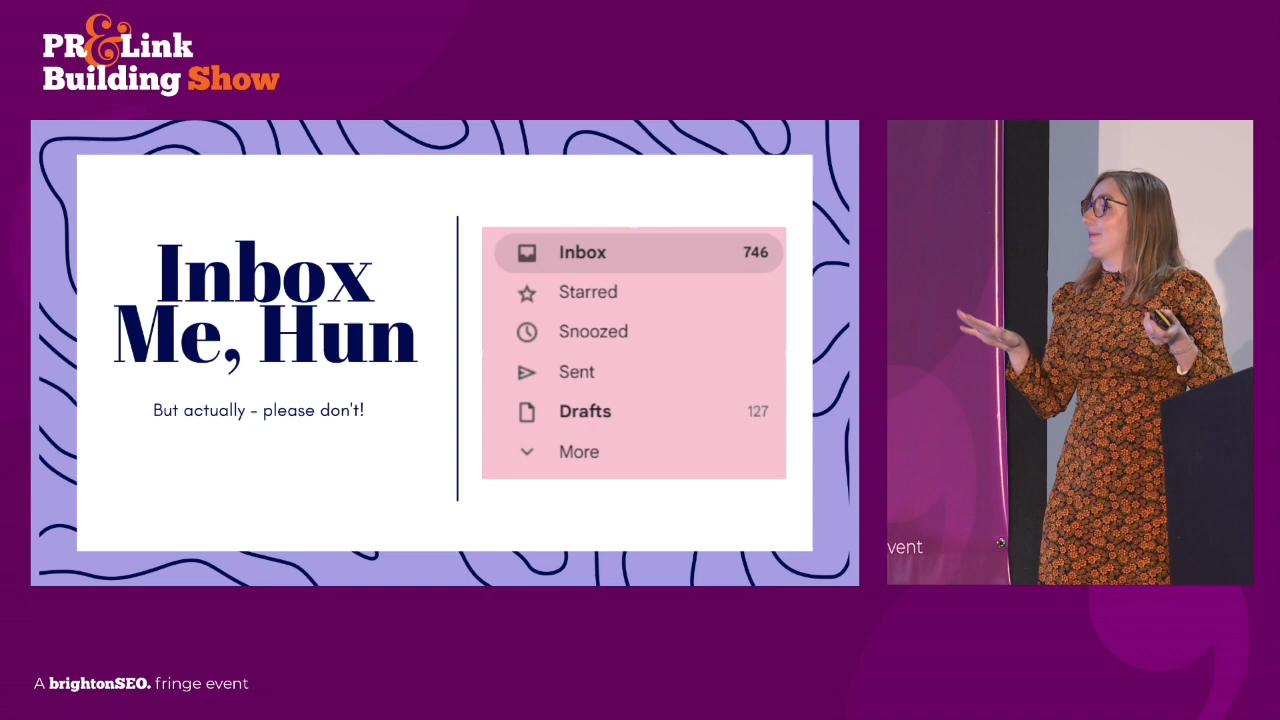 PR & Link
Building Show
Inbox
Me, Hun
But actually - please don't!
Inbox 746
Starred
Snoozed
Sent
Drafts 127
More
vent
A brightonSEO. fringe event